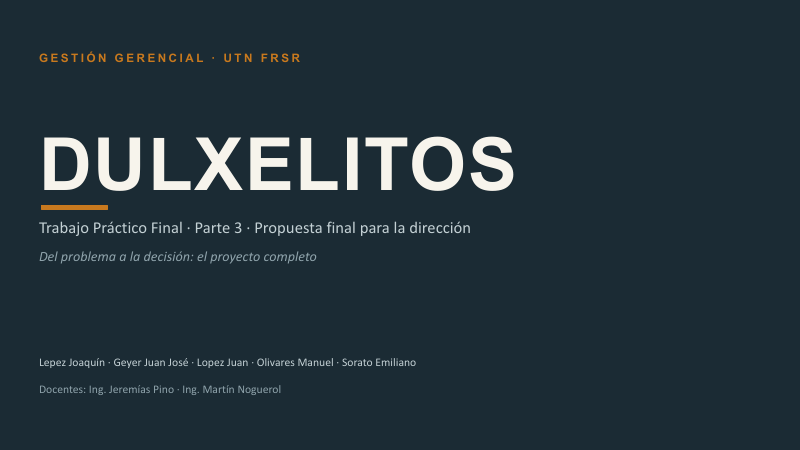 GESTIÓN GERENCIAL · UTN FRSR
DULXELITOS
Trabajo Práctico Final · Parte 3 · Propuesta final para la dirección
Del problema a la decisión: el proyecto completo
Lepez Joaquín · Geyer Juan José · Lopez Juan · Olivares Manuel · Sorato Emiliano
Docentes: Ing. Jeremías Pino · Ing. Martín Noguerol